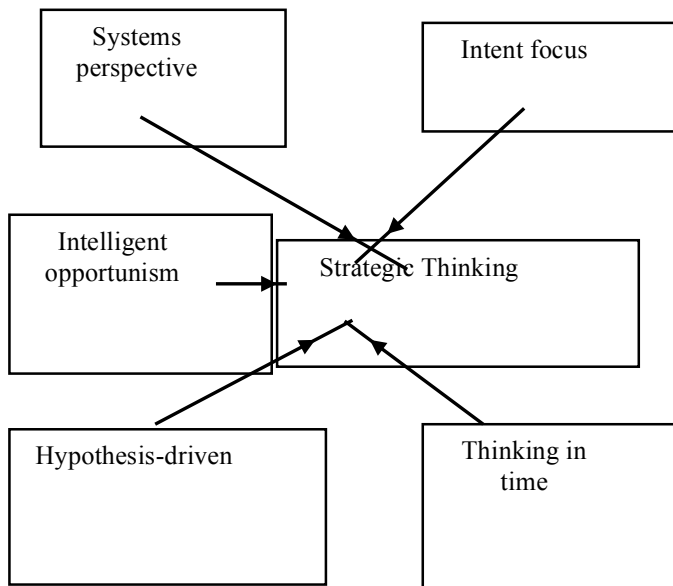 Systems
perspective
Intent focus
Intelligent
opportunism
Strategic Thinking
Hypothesis-driven
Thinking in
time